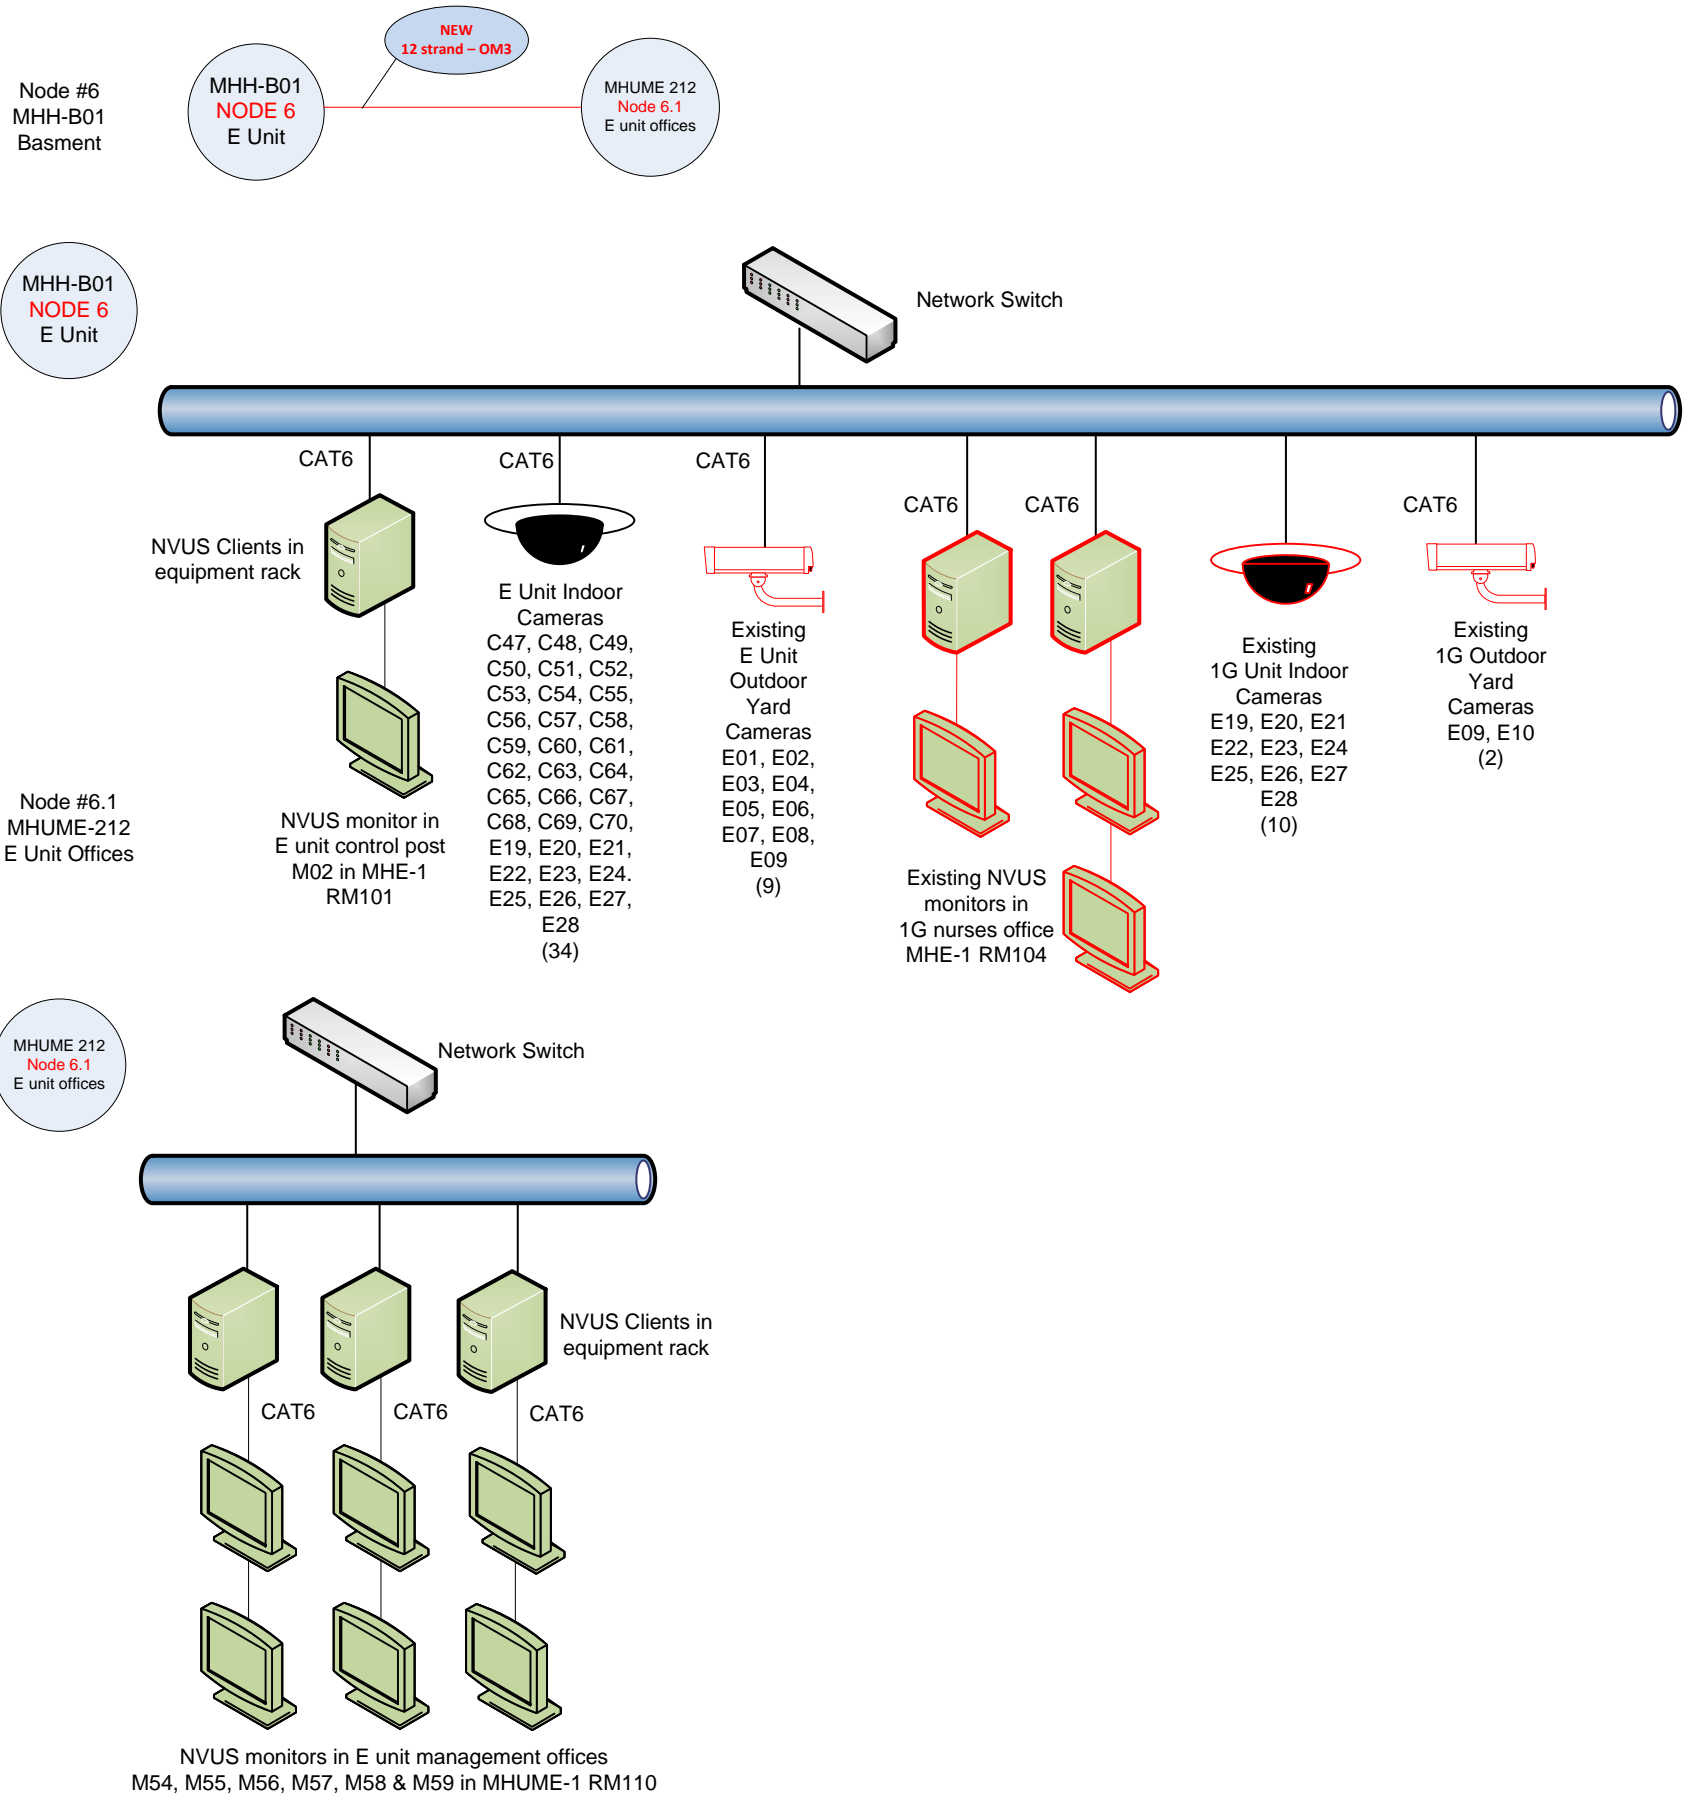 NEW
12 strand – OM3
Node #6
MHH-B01
Basment
MHH-B01
NODE 6
E Unit
MHUME 212
Node 6.1
E unit offices
MHH-B01
NODE 6
E Unit
Network Switch
CAT6
CAT6
CAT6
CAT6
CAT6
CAT6
NVUS Clients in
equipment rack
NVUS monitor in
E unit control post
M02 in MHE-1
RM101
E Unit Indoor
Cameras
C47, C48, C49,
C50, C51, C52,
C53, C54, C55,
C56, C57, C58,
C59, C60, C61,
C62, C63, C64,
C65, C66, C67,
C68, C69, C70,
E19, E20, E21,
E22, E23, E24.
E25, E26, E27,
E28
(34)
Existing
E Unit
Outdoor
Yard
Cameras
E01, E02,
E03, E04,
E05, E06,
E07, E08,
E09
(9)
Existing NVUS
monitors in
1G nurses office
MHE-1 RM104
Existing
1G Unit Indoor
Cameras
E19, E20, E21
E22, E23, E24
E25, E26, E27
E28
(10)
Existing
1G Outdoor
Yard
Cameras
E09, E10
(2)
Node #6.1
MHUME-212
E Unit Offices
MHUME 212
Node 6.1
E unit offices
Network Switch
NVUS Clients in
equipment rack
CAT6
CAT6
CAT6
NVUS monitors in E unit management offices
M54, M55, M56, M57, M58 & M59 in MHUME-1 RM110